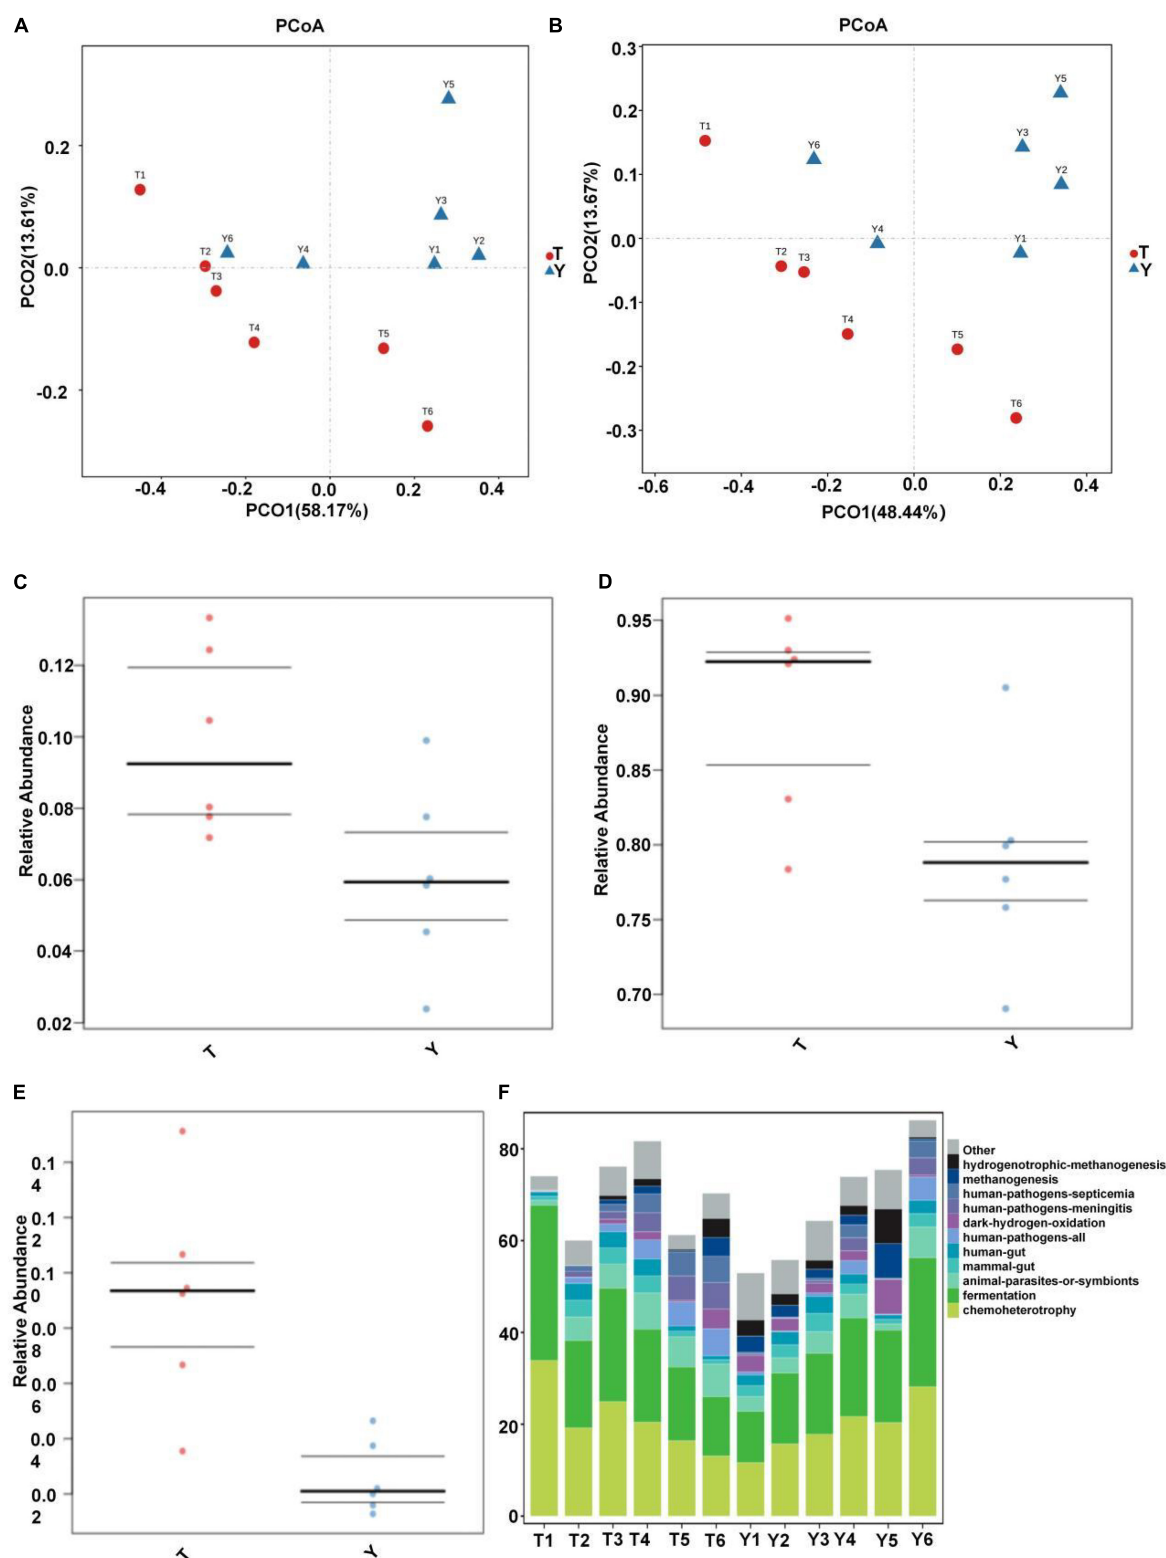 A
PCoA
Y5
0.2
T1
Y3
Y6
T2
Y4
Y1
Y2
0.0
T3
T4
T5
-0.2
T6
PCO2(13.61%)
-0.4
-0.2
0.0
0.2
0.4
PCO1(58.17%)
T
Y
B
PCoA
0.3
Y5
0.2
T1
Y3
Y6
Y2
0.1
Y4
Y1
0.0
T2
T3
-0.1
T4
T5
-0.2
T6
-0.3
PCO2(13.67%)
-0.6
-0.4
-0.2
0.0
0.2
0.4
PCO1(48.44%)
T
Y
C
0.12
0.10
0.08
0.06
0.04
0.02
Relative Abundance
T
Y
D
0.95
0.90
0.85
0.80
0.75
0.70
Relative Abundance
T
Y
E
0.1
4
0.1
2
0.1
0
0.0
8
0.0
6
0.0
4
0.0
2
Relative Abundance
T
Y
F
80
60
40
20
0
T1
T2
T3
T4
T5
T6
Y1
Y2
Y3
Y4
Y5
Y6
Other
hydrogenotrophic-methanogenesis
methanogenesis
human-pathogens-septicemia
human-pathogens-meningitis
dark-hydrogen-oxidation
human-pathogens-all
human-gut
mammal-gut
animal-parasites-or-symbionts
fermentation
chemoheterotrophy